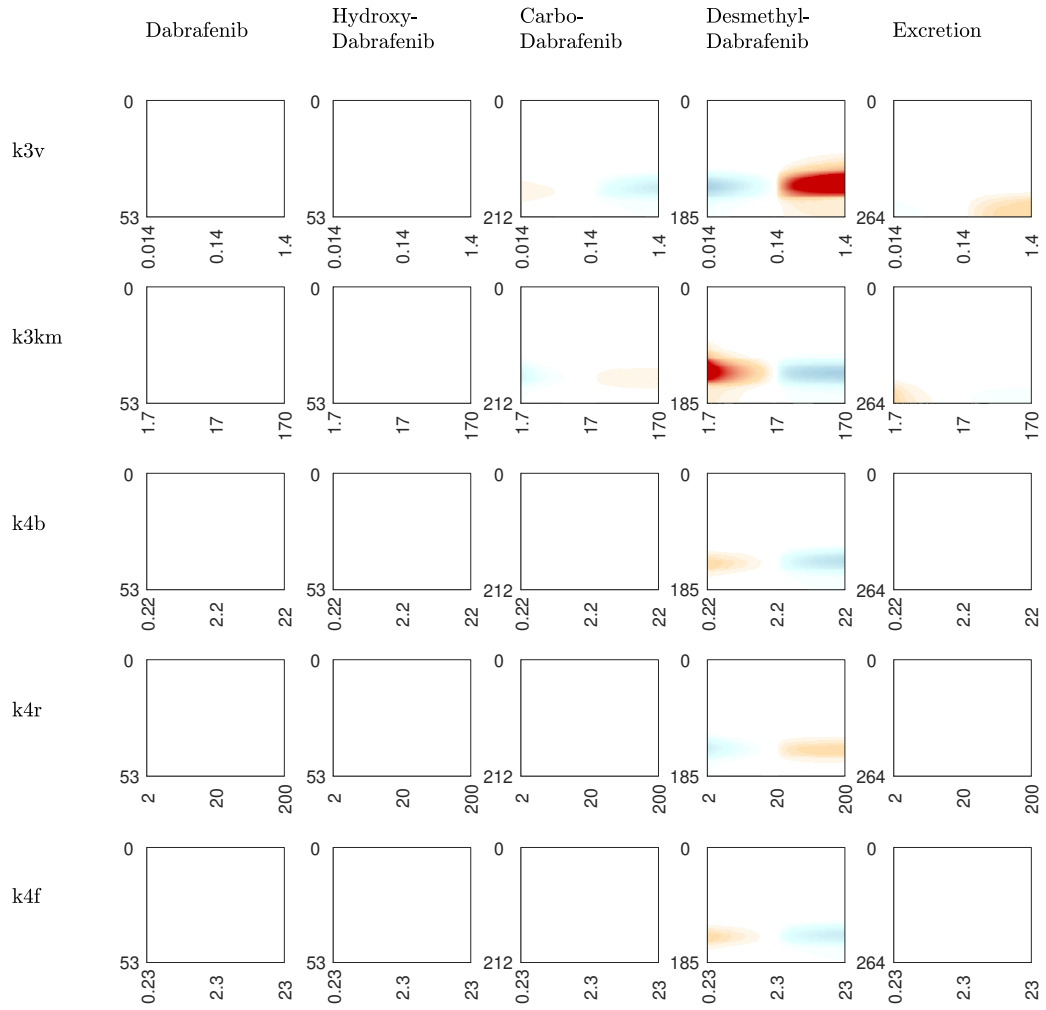 Dabrafenib
Hydroxy-
Dabrafenib
Carbo-
Dabrafenib
Desmethyl-
Dabrafenib
Excretion
k3v
0 0 0 0 0
53 53 212 185 264
0.014 0.14 1.4 0.014 0.14 1.4 0.014 0.14 1.4 0.014 0.14 1.4 0.014 0.14 1.4
k3km
0 0 0 0 0
53 53 212 185 264
1.7 17 170 1.7 17 170 1.7 17 170 1.7 17 170 1.7 17 170
k4b
0 0 0 0 0
53 53 212 185 264
0.22 2.2 22 0.22 2.2 22 0.22 2.2 22 0.22 2.2 22 0.22 2.2 22
k4r
0 0 0 0 0
53 53 212 185 264
2 20 200 2 20 200 2 20 200 2 20 200 2 20 200
k4f
0 0 0 0 0
53 53 212 185 264
0.23 2.3 23 0.23 2.3 23 0.23 2.3 23 0.23 2.3 23 0.23 2.3 23